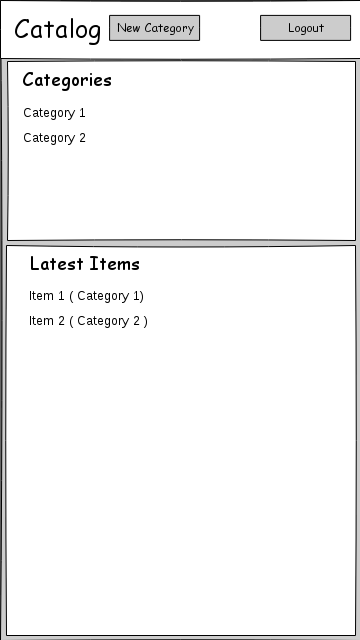 Catalog New Category Logout
Categories
Category 1
Category 2
Latest Items
Item 1 ( Category 1)
Item 2 ( Category 2 )